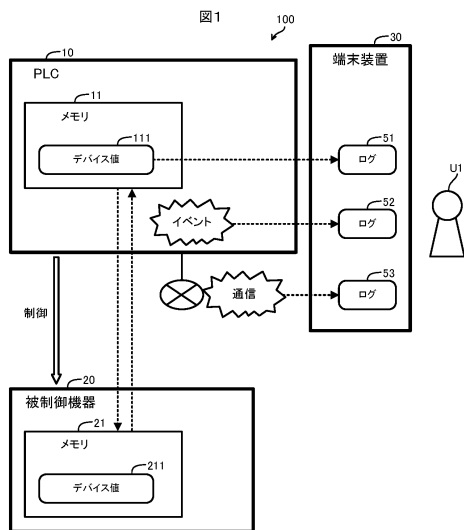 図1
100
10
PLC
11
メモリ
111
デバイス値
イベント
通信
制御
20
被制御機器
21
メモリ
211
デバイス値
30
端末装置
51
ログ
52
ログ
53
ログ
U1